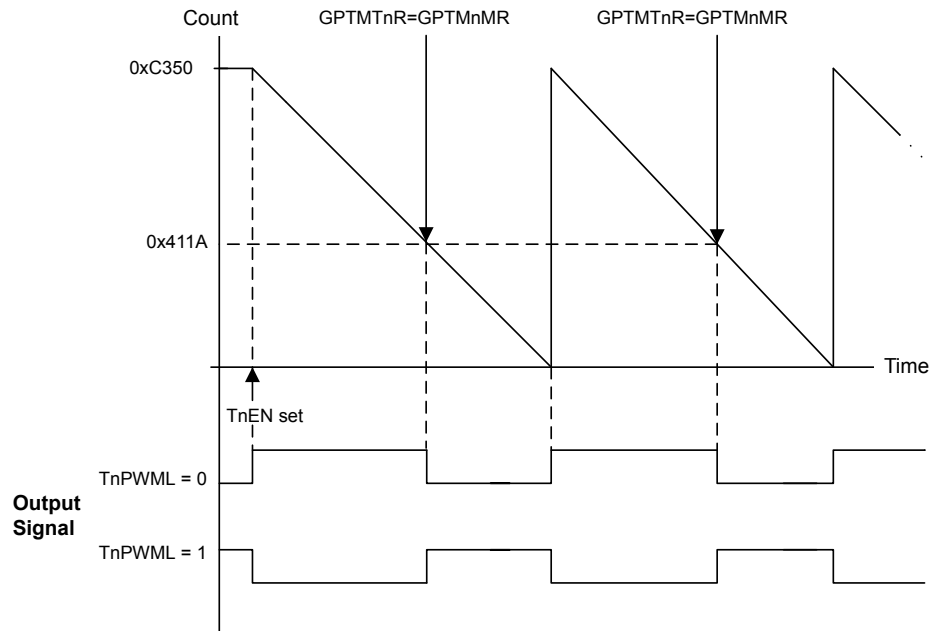 Count
GPTMTnR=GPTMnMR
GPTMTnR=GPTMnMR
0xC350
0x411A
Time
TnEN set
TnPWML = 0
Output
Signal
TnPWML = 1